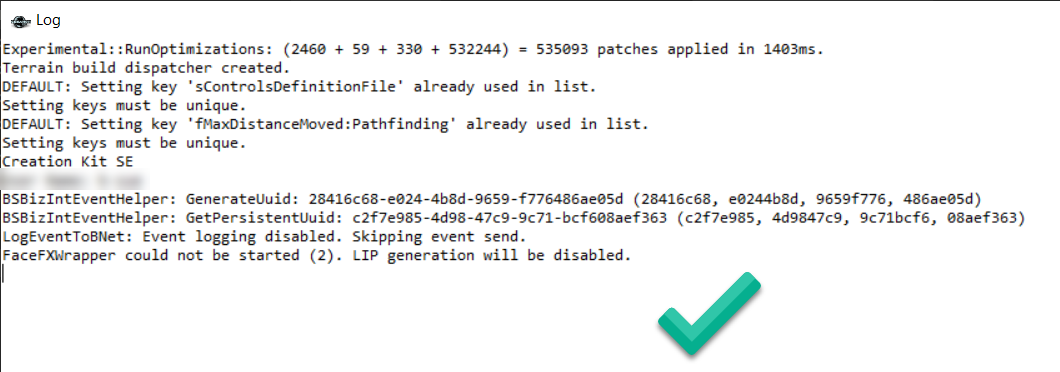 Log
Experimental::RunOptimizations: (2460 + 59 + 330 + 532244) = 535093 patches applied in 1403ms.
Terrain build dispatcher created.
DEFAULT: Setting key 'sControlsDefinitionFile' already used in list.
Setting keys must be unique.
DEFAULT: Setting key 'fMaxDistanceMoved:Pathfinding' already used in list.
Setting keys must be unique.
Creation Kit SE
BSBizIntEventHelper: GenerateUuid: 28416c68-e024-4b8d-9659-f776486ae05d (28416c68, e0244b8d, 9659f776, 486ae05d)
BSBizIntEventHelper: GetPersistentUuid: c2f7e985-4d98-47c9-9c71-bcf608aef363 (c2f7e985, 4d9847c9, 9c71bcf6, 08aef363)
LogEventToBNet: Event logging disabled. Skipping event send.
FaceFXWrapper could not be started (2). LIP generation will be disabled.